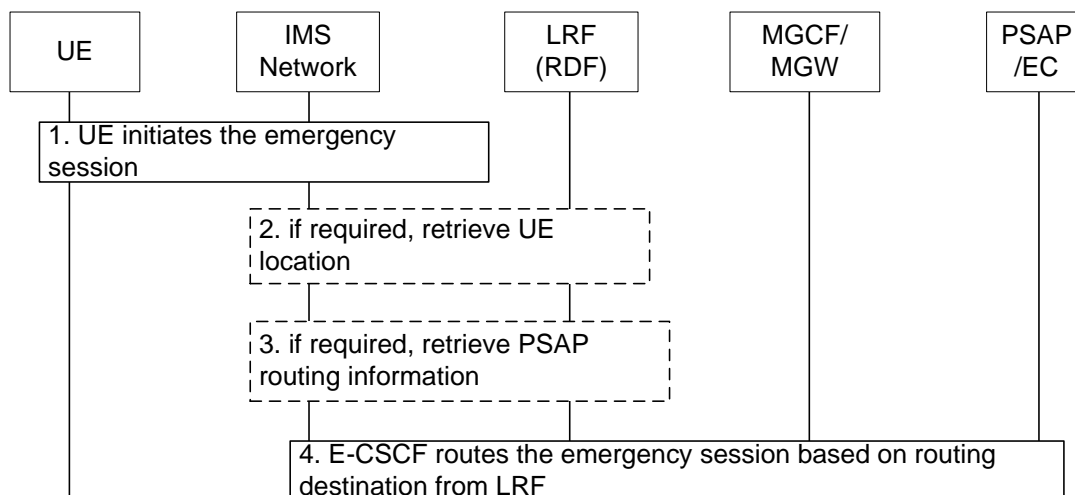 UE
IMS
Network
LRF
(RDF)
MGCF/
MGW
PSAP
/EC
1. UE initiates the emergency
session
2. if required, retrieve UE
location
3. if required, retrieve PSAP
routing information
4. E-CSCF routes the emergency session based on routing
destination from LRF